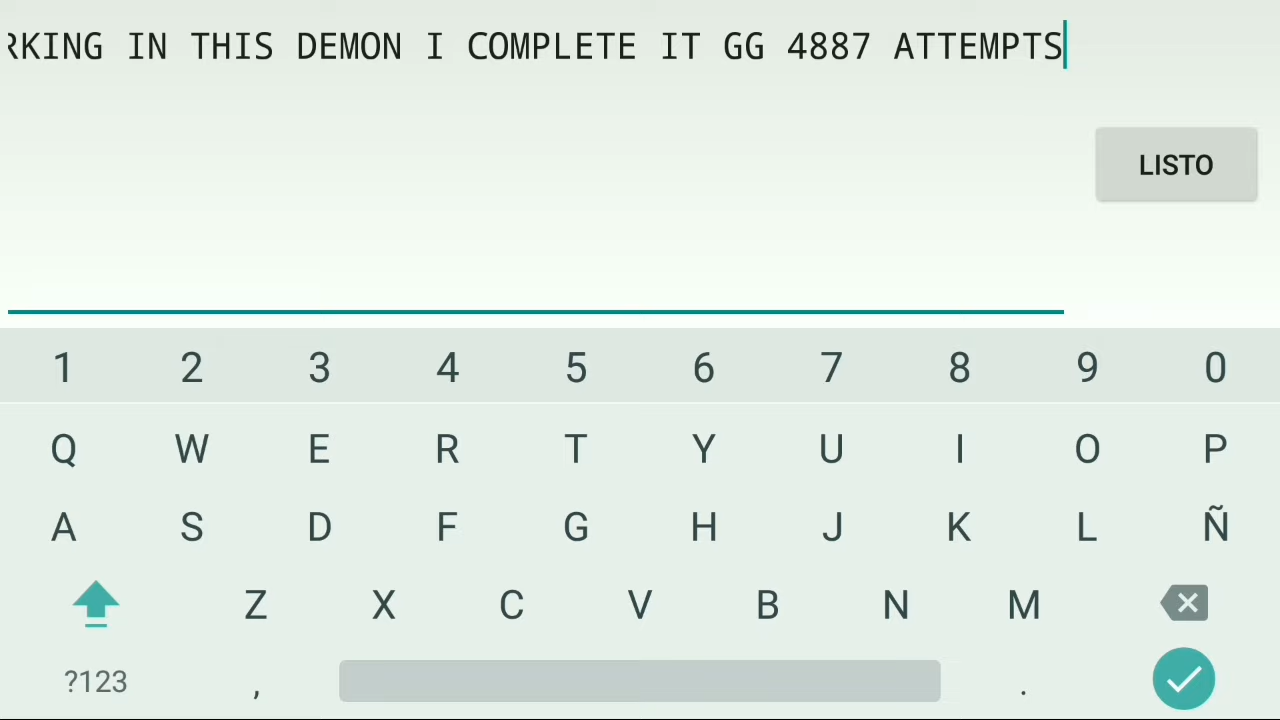 RKING IN THIS DEMON I COMPLETE IT GG 4887 ATTEMPTS
LISTO
1 2 3 4 5 6 7 8 9 0
Q W E R T Y U I O P
A S D F G H J K L Ñ
Z X C V B N M
?123 , .